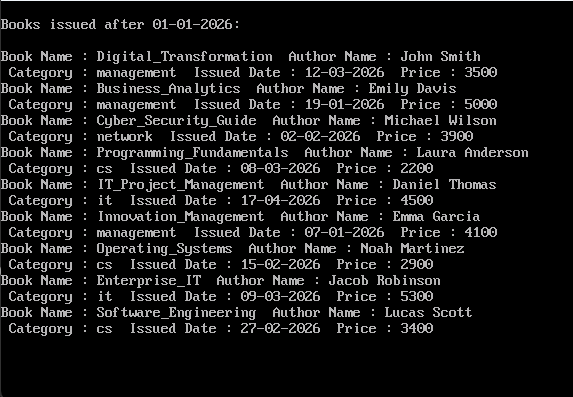 Books issued after 01-01-2026:
Book Name : Digital_Transformation  Author Name : John Smith
Category : management  Issued Date : 12-03-2026  Price : 3500
Book Name : Business_Analytics  Author Name : Emily Davis
Category : management  Issued Date : 19-01-2026  Price : 5000
Book Name : Cyber_Security_Guide  Author Name : Michael Wilson
Category : network  Issued Date : 02-02-2026  Price : 3900
Book Name : Programming_Fundamentals  Author Name : Laura Anderson
Category : cs  Issued Date : 08-03-2026  Price : 2200
Book Name : IT_Project_Management  Author Name : Daniel Thomas
Category : it  Issued Date : 17-04-2026  Price : 4500
Book Name : Innovation_Management  Author Name : Emma Garcia
Category : management  Issued Date : 07-01-2026  Price : 4100
Book Name : Operating_Systems  Author Name : Noah Martinez
Category : cs  Issued Date : 15-02-2026  Price : 2900
Book Name : Enterprise_IT  Author Name : Jacob Robinson
Category : it  Issued Date : 09-03-2026  Price : 5300
Book Name : Software_Engineering  Author Name : Lucas Scott
Category : cs  Issued Date : 27-02-2026  Price : 3400